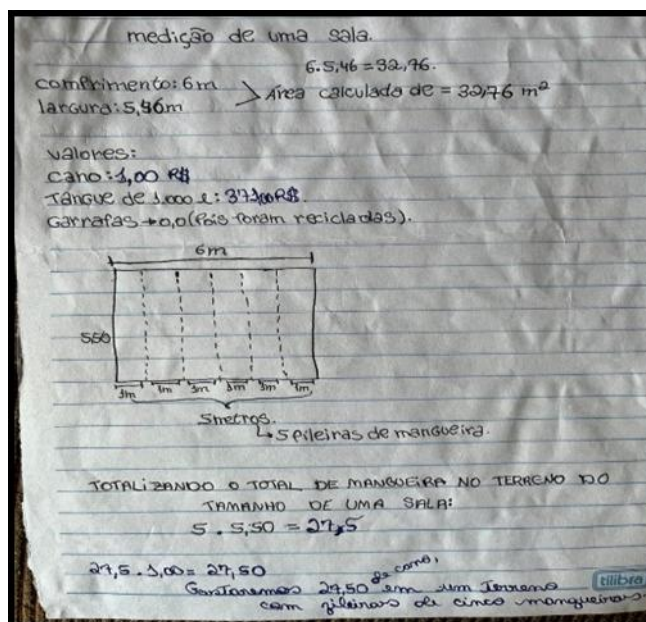 medição de uma sala.
6.5,46 = 32,76.
comprimento: 6m
largura: 5,46m
Área calculada de = 32,76 m²
valores:
cano: 1,00 R$
Tanque de 1.000 l: 371,00R$.
Garrafas → 0,0 (Pois foram recicladas).
6m
550
1m 1m 1m 1m 1m 1m
5metros.
↳ 5 fileiras de mangueira.
TOTALIZANDO O TOTAL DE MANGUEIRA NO TERRENO DO
TAMANHO DE UMA SALA:
5 . 5,50 = 27,5
27,5 . 1,00 = 27,50
Gastaremos 27,50 de cano, em um Terreno
com fileiras de cinco mangueiras.
tilibra